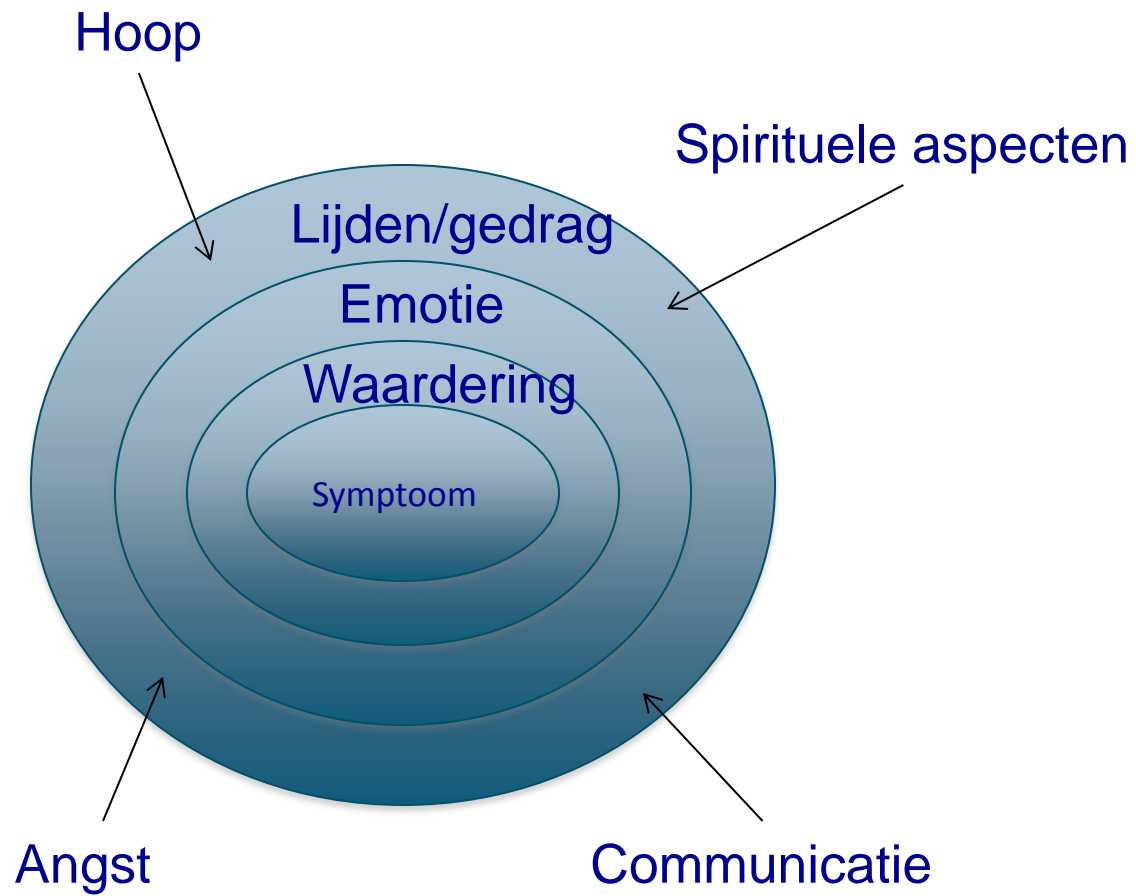 Hoop
Spirituele aspecten
Lijden/gedrag
Emotie
Waardering
Symptoom
Angst
Communicatie